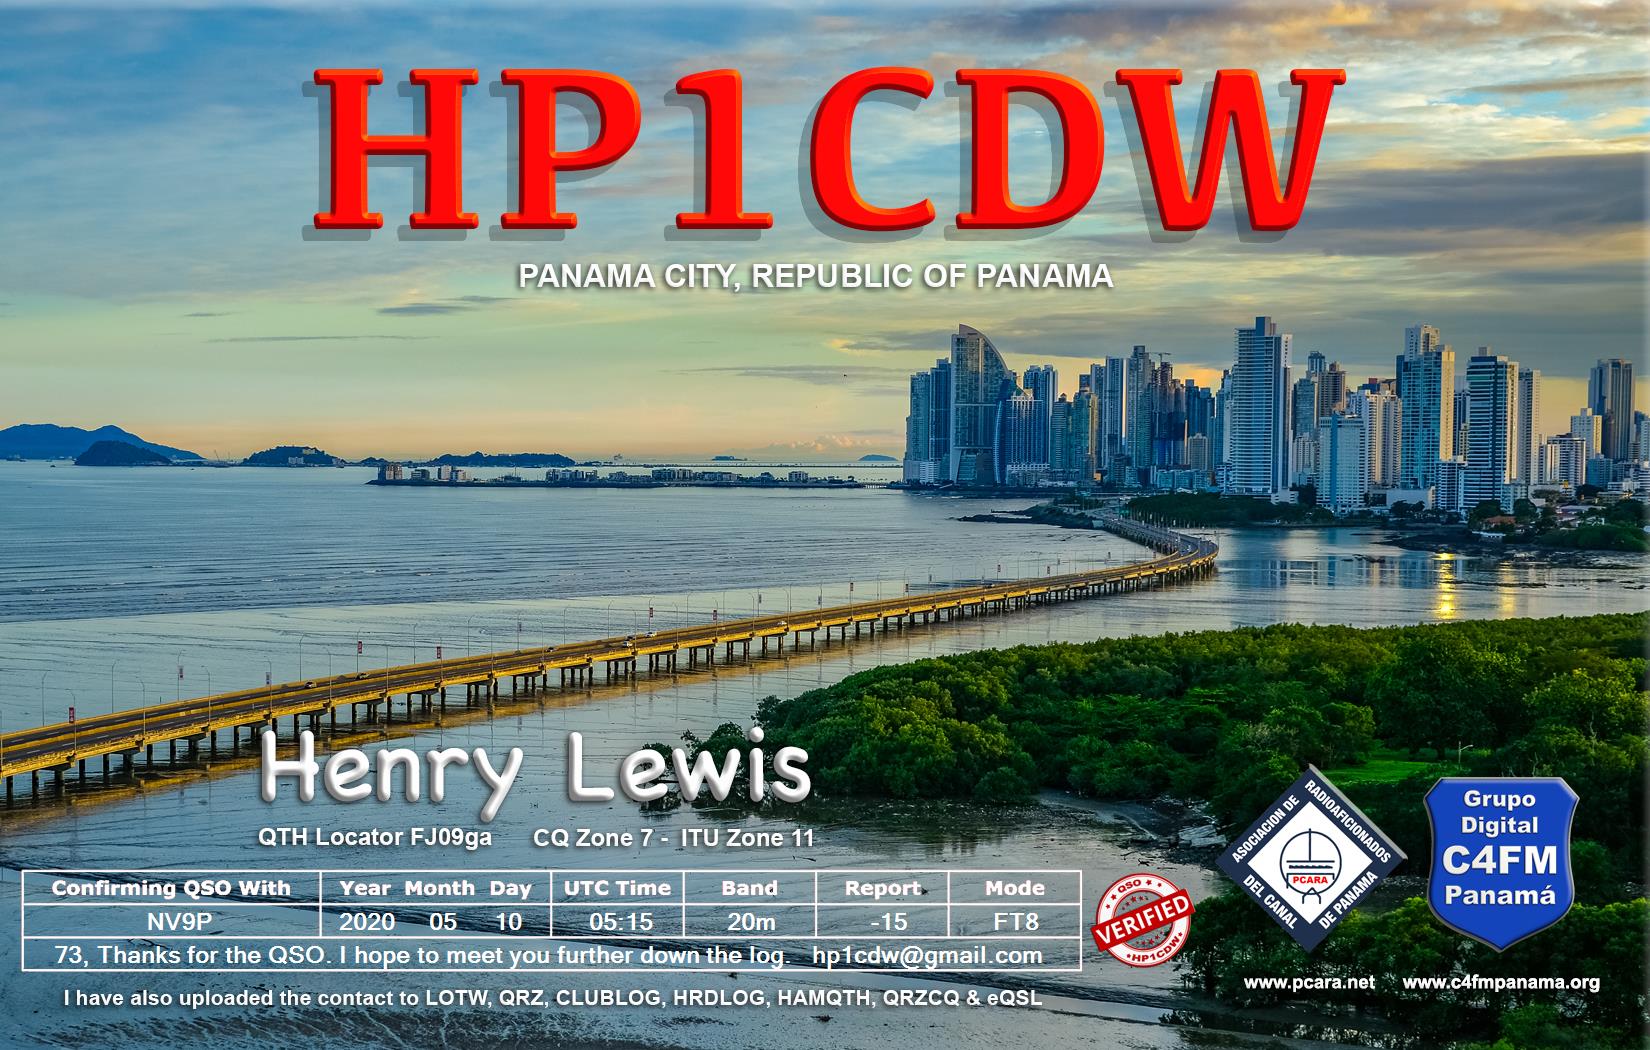 HP1CDW
PANAMA CITY, REPUBLIC OF PANAMA
Henry Lewis
QTH Locator FJ09ga CQ Zone 7 - ITU Zone 11
Confirming QSO With Year Month Day UTC Time Band Report Mode
NV9P 2020 05 10 05:15 20m -15 FT8
73, Thanks for the QSO. I hope to meet you further down the log. hp1cdw@gmail.com
I have also uploaded the contact to LOTW, QRZ, CLUBLOG, HRDLOG, HAMQTH, QRZCQ & eQSL
QSO
VERIFIED
HP1CDW
ASOCIACION DE
RADIOAFICIONADOS
PCARA
DEL CANAL
DE PANAMA
Grupo
Digital
C4FM
Panamá
www.pcara.net www.c4fmpanama.org